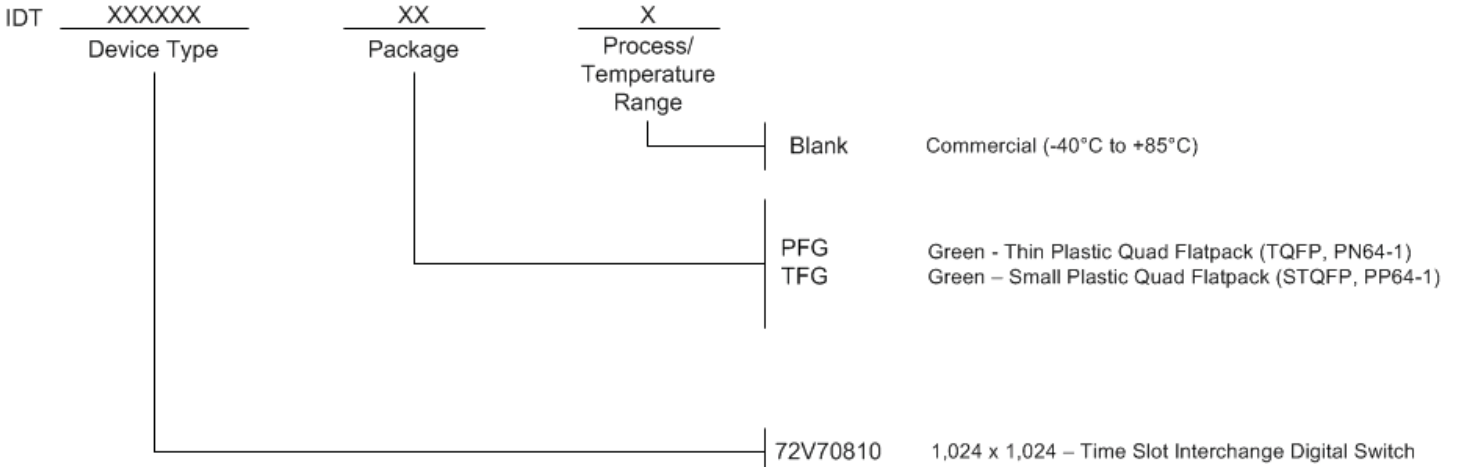 IDT XXXXXX XX X
Device Type Package Process/
Temperature
Range
Blank Commercial (-40°C to +85°C)
PFG Green - Thin Plastic Quad Flatpack (TQFP, PN64-1)
TFG Green – Small Plastic Quad Flatpack (STQFP, PP64-1)
72V70810 1,024 x 1,024 – Time Slot Interchange Digital Switch